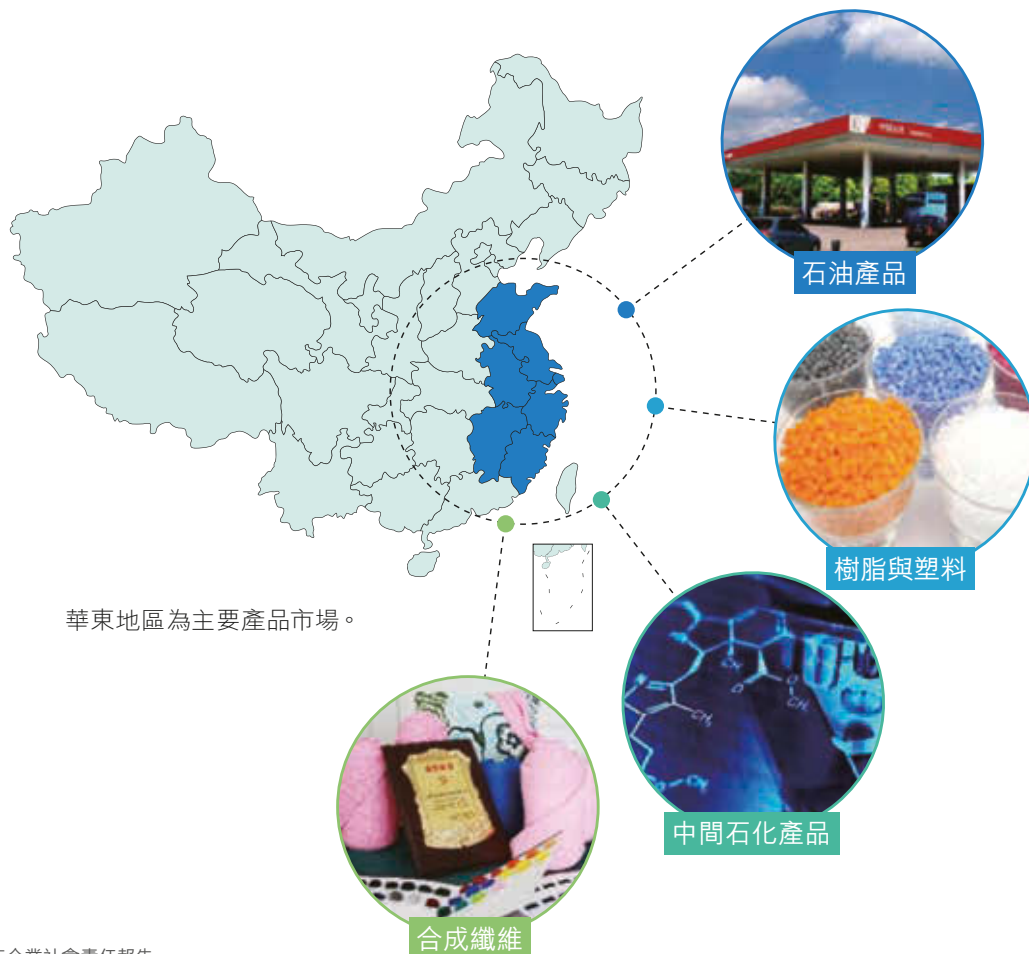 石油產品
樹脂與塑料
華東地區為主要產品市場。
中間石化產品
合成纖維